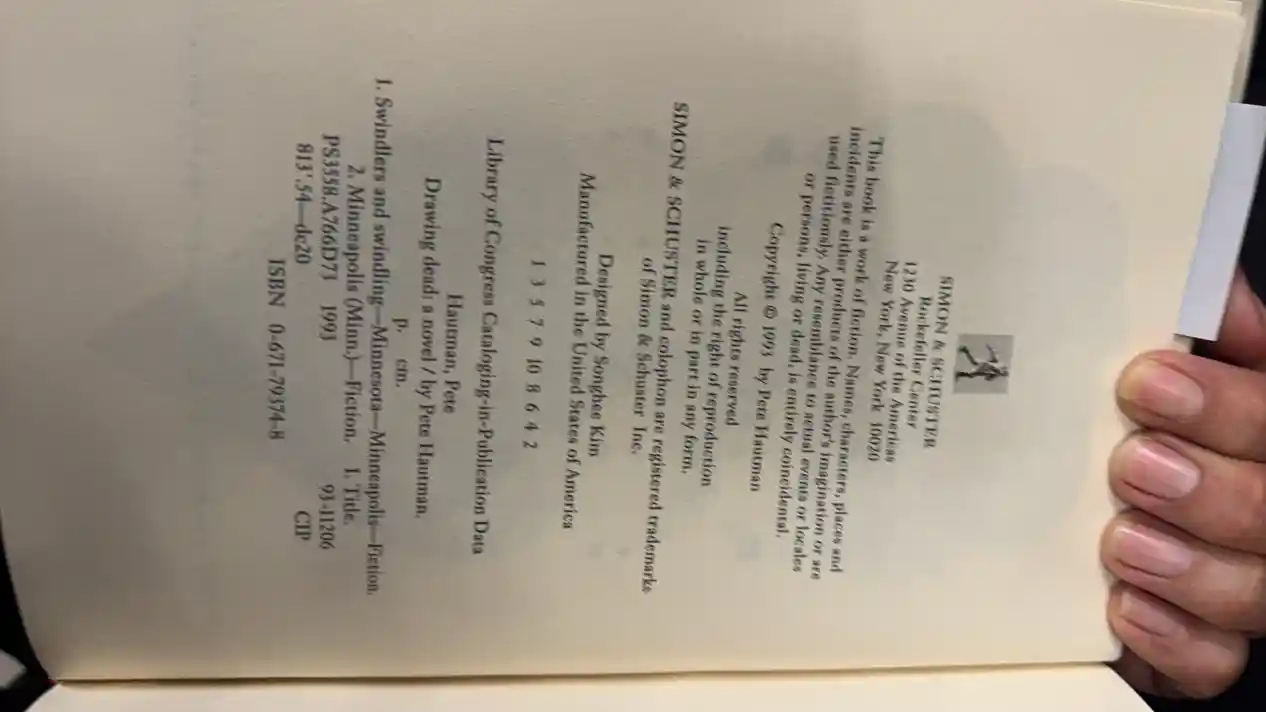 SIMON & SCHUSTER
Rockefeller Center
1230 Avenue of the Americas
New York, New York 10020
This book is a work of fiction. Names, characters, places and
incidents are either products of the author's imagination or are
used fictitiously. Any resemblance to actual events or locales
or persons, living or dead, is entirely coincidental.
Copyright © 1993 by Pete Hautman
All rights reserved
including the right of reproduction
in whole or in part in any form.
SIMON & SCHUSTER and colophon are registered trademarks
of Simon & Schuster Inc.
Designed by Songhee Kim
Manufactured in the United States of America
1 3 5 7 9 10 8 6 4 2
Library of Congress Cataloging-in-Publication Data
Hautman, Pete
Drawing dead: a novel / by Pete Hautman.
p. cm.
1. Swindlers and swindling—Minnesota—Minneapolis—Fiction.
2. Minneapolis (Minn.)—Fiction. I. Title.
PS3558.A766D73 1993 93-11206
813'.54—dc20 CIP
ISBN 0-671-79374-8